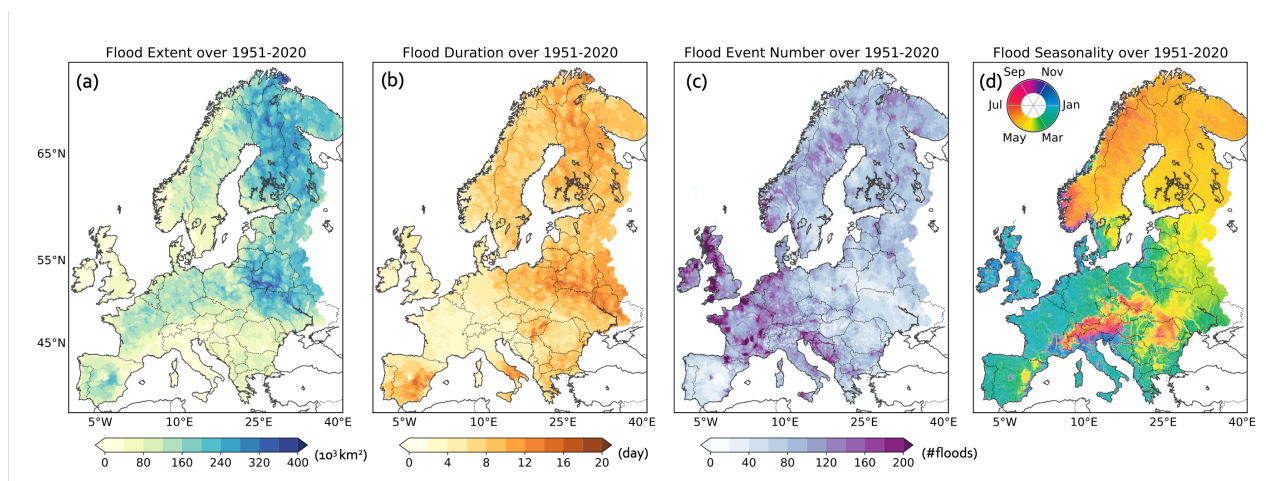 Flood Extent over 1951-2020
Flood Duration over 1951-2020
Flood Event Number over 1951-2020
Flood Seasonality over 1951-2020
(a)
(b)
(c)
(d)
Sep
Nov
Jul
Jan
May
Mar
65°N
55°N
45°N
5°W
10°E
25°E
40°E
5°W
10°E
25°E
40°E
5°W
10°E
25°E
40°E
5°W
10°E
25°E
40°E
0 80 160 240 320 400 (10³ km²)
0 4 8 12 16 20 (day)
0 40 80 120 160 200 (#floods)